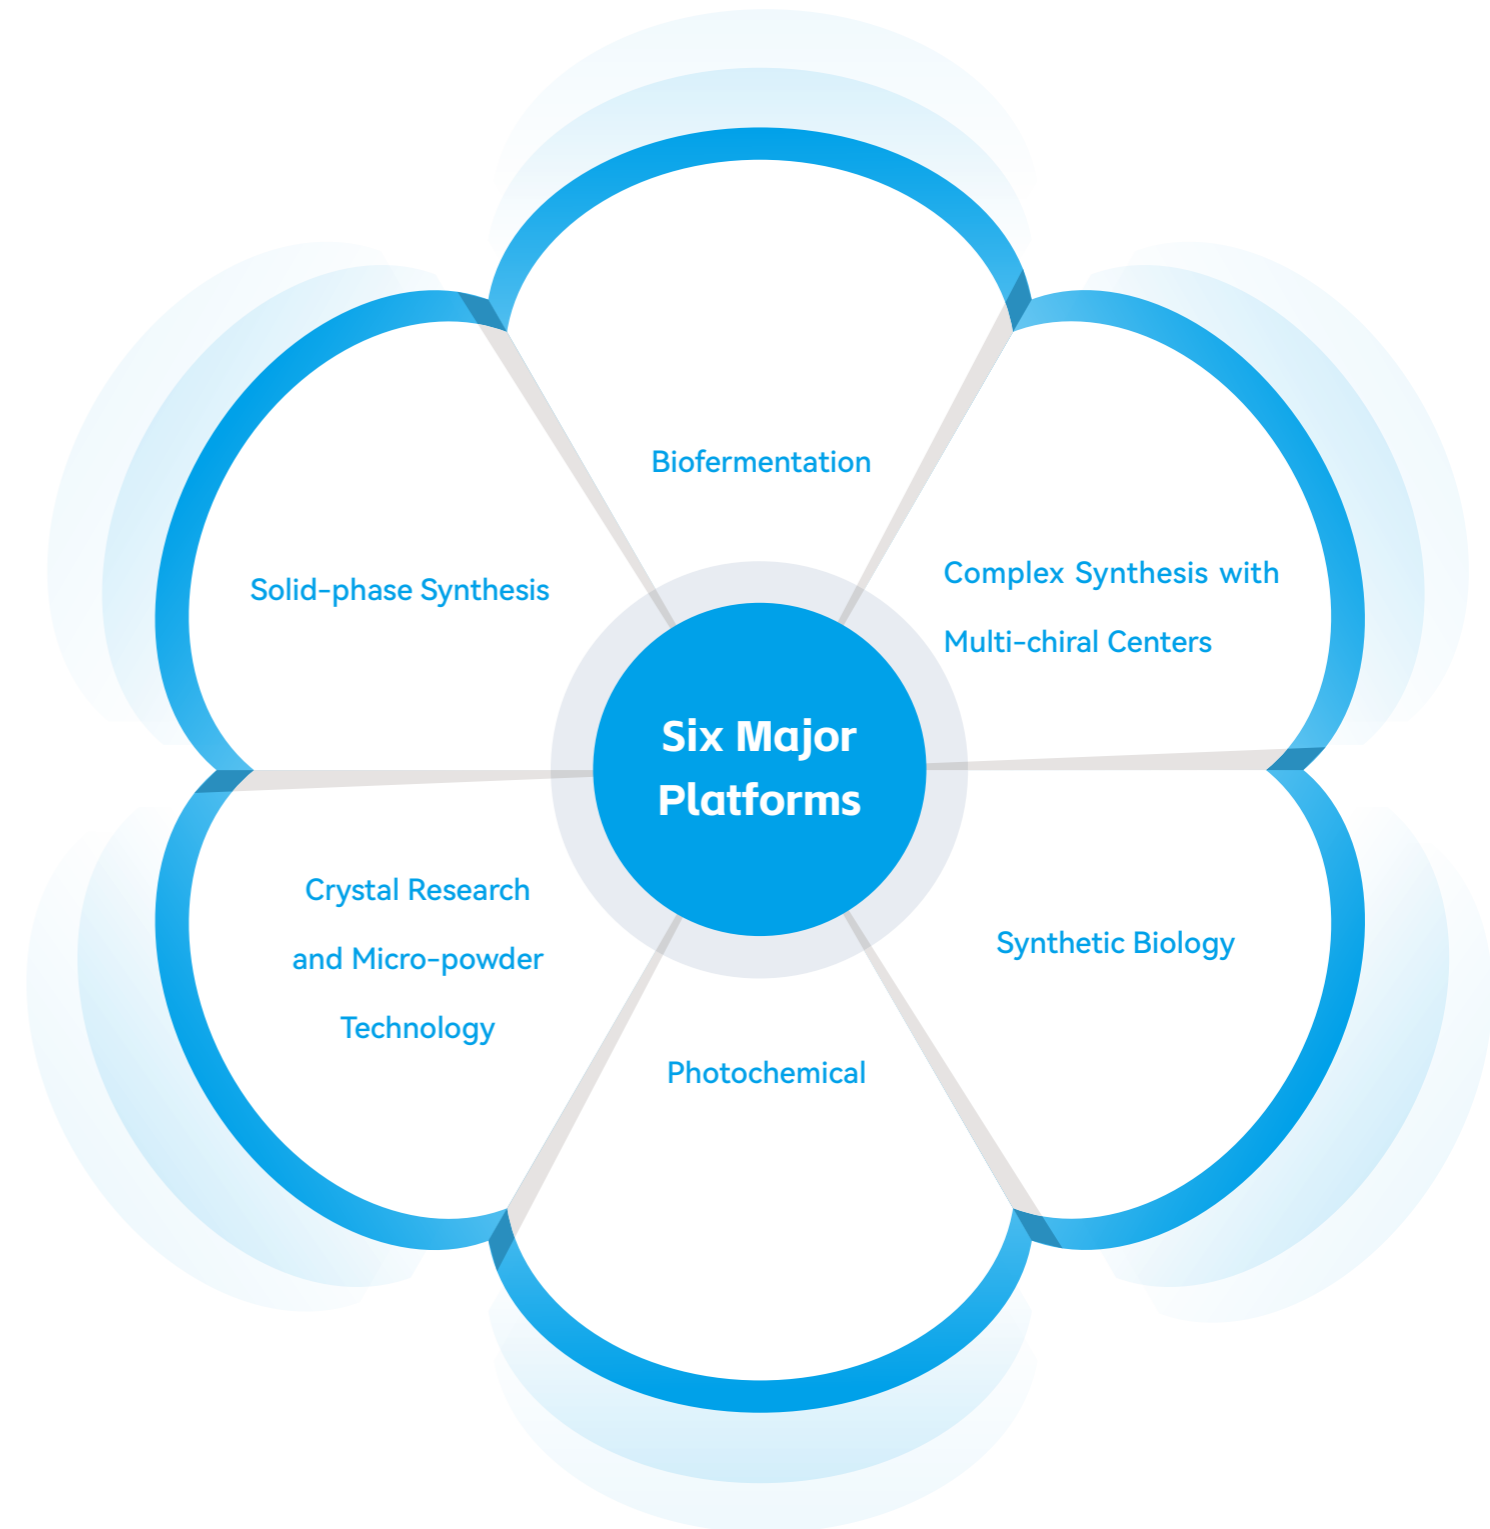 Biofermentation
Complex Synthesis with
Multi-chiral Centers
Solid-phase Synthesis
Six Major
Platforms
Crystal Research
and Micro-powder
Technology
Synthetic Biology
Photochemical